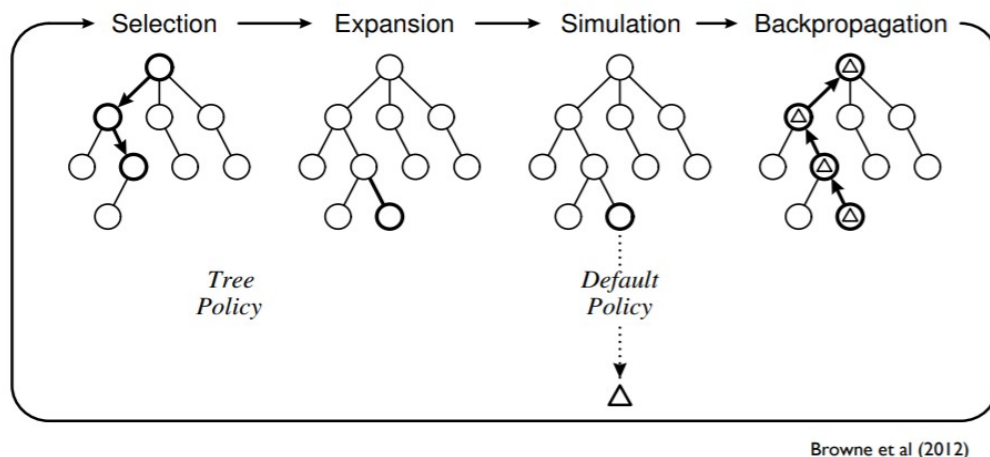 Selection Expansion Simulation Backpropagation
Tree
Policy
Default
Policy
Browne et al (2012)